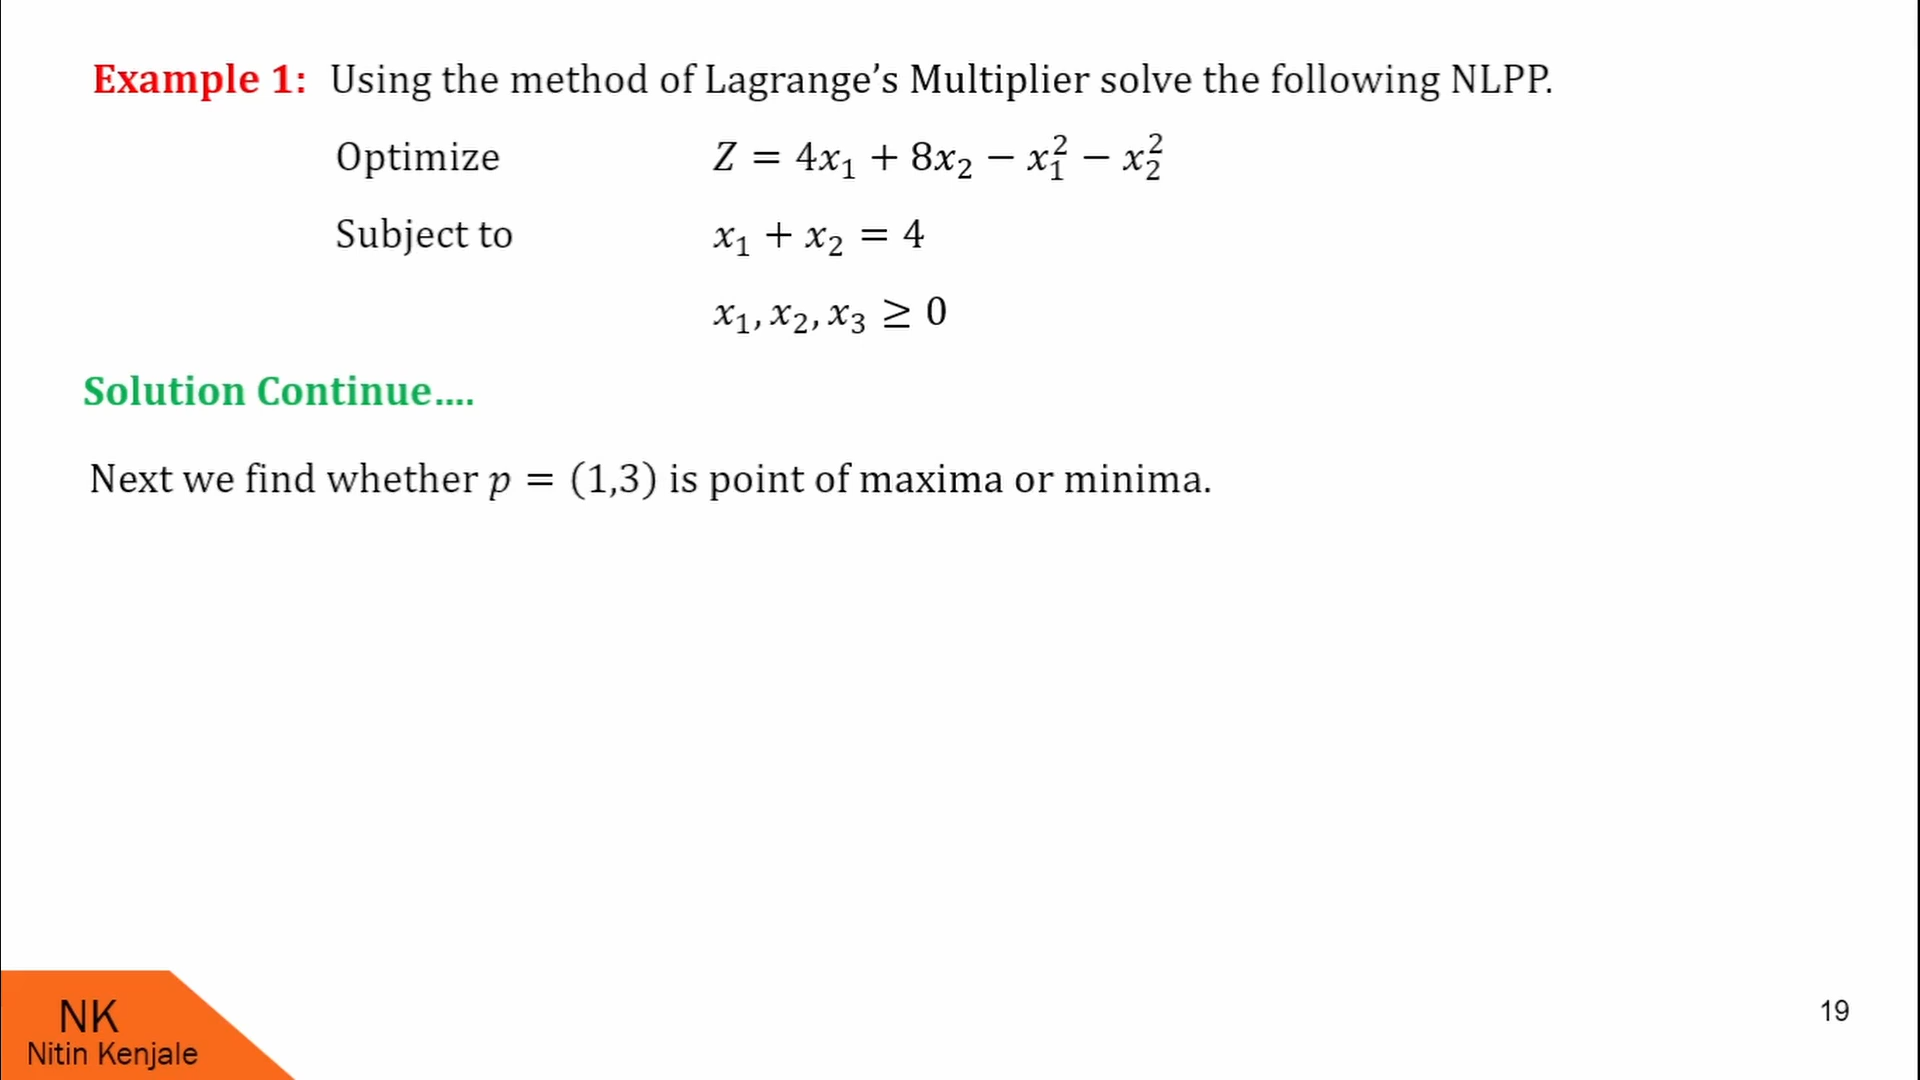 Example 1: Using the method of Lagrange’s Multiplier solve the following NLPP.
Optimize Z = 4x₁ + 8x₂ − x₁² − x₂²
Subject to x₁ + x₂ = 4
x₁, x₂, x₃ ≥ 0
Solution Continue....
Next we find whether p = (1,3) is point of maxima or minima.
NK
Nitin Kenjale
19